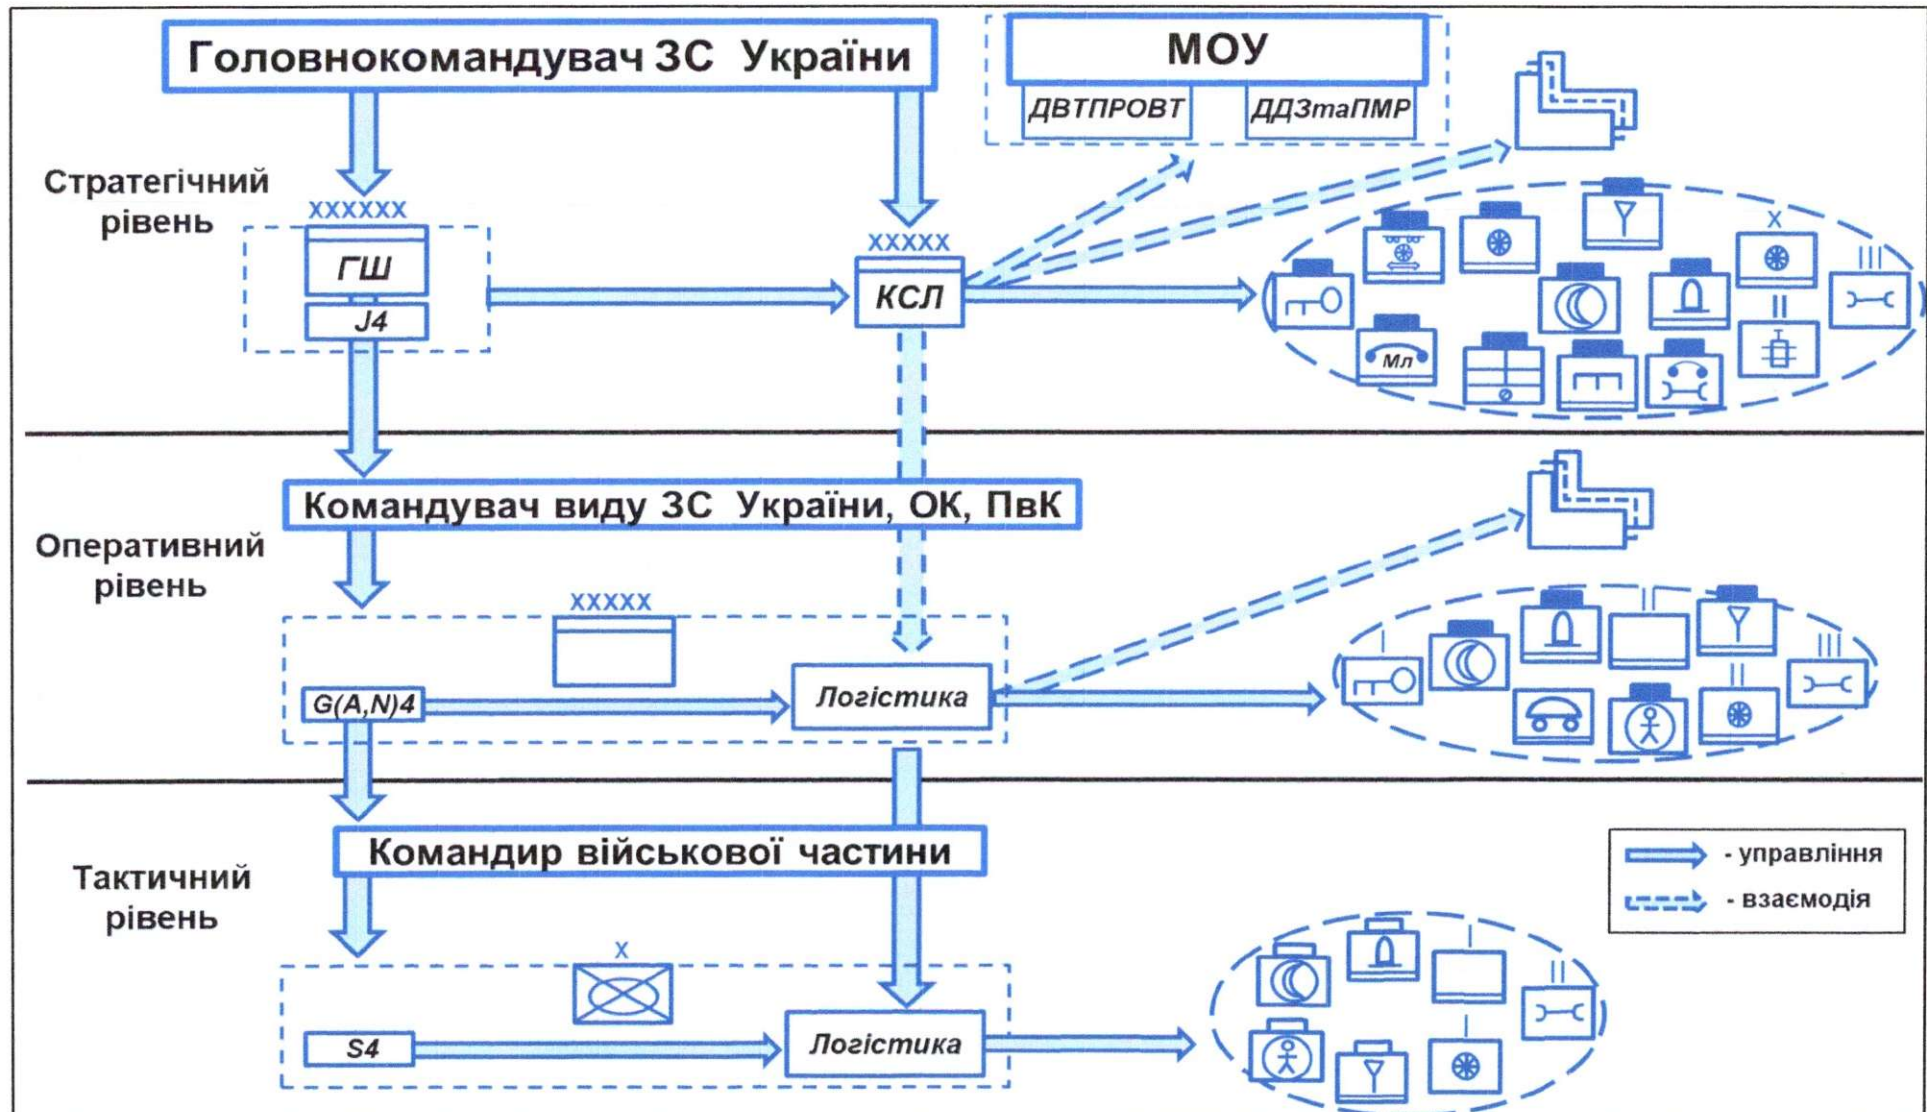 Головнокомандувач ЗС України
МОУ
ДВТПРОВТ
ДДЗтаПМР
Стратегічний
рівень
XXXXXX
ГШ
J4
XXXXX
КСЛ
X
III
II
Мл
Командувач виду ЗС України, ОК, ПвК
Оперативний
рівень
XXXXX
G(A,N)4
Логістика
I
II
III
II
Командир військової частини
Тактичний
рівень
- управління
- взаємодія
X
S4
Логістика
I
II
I